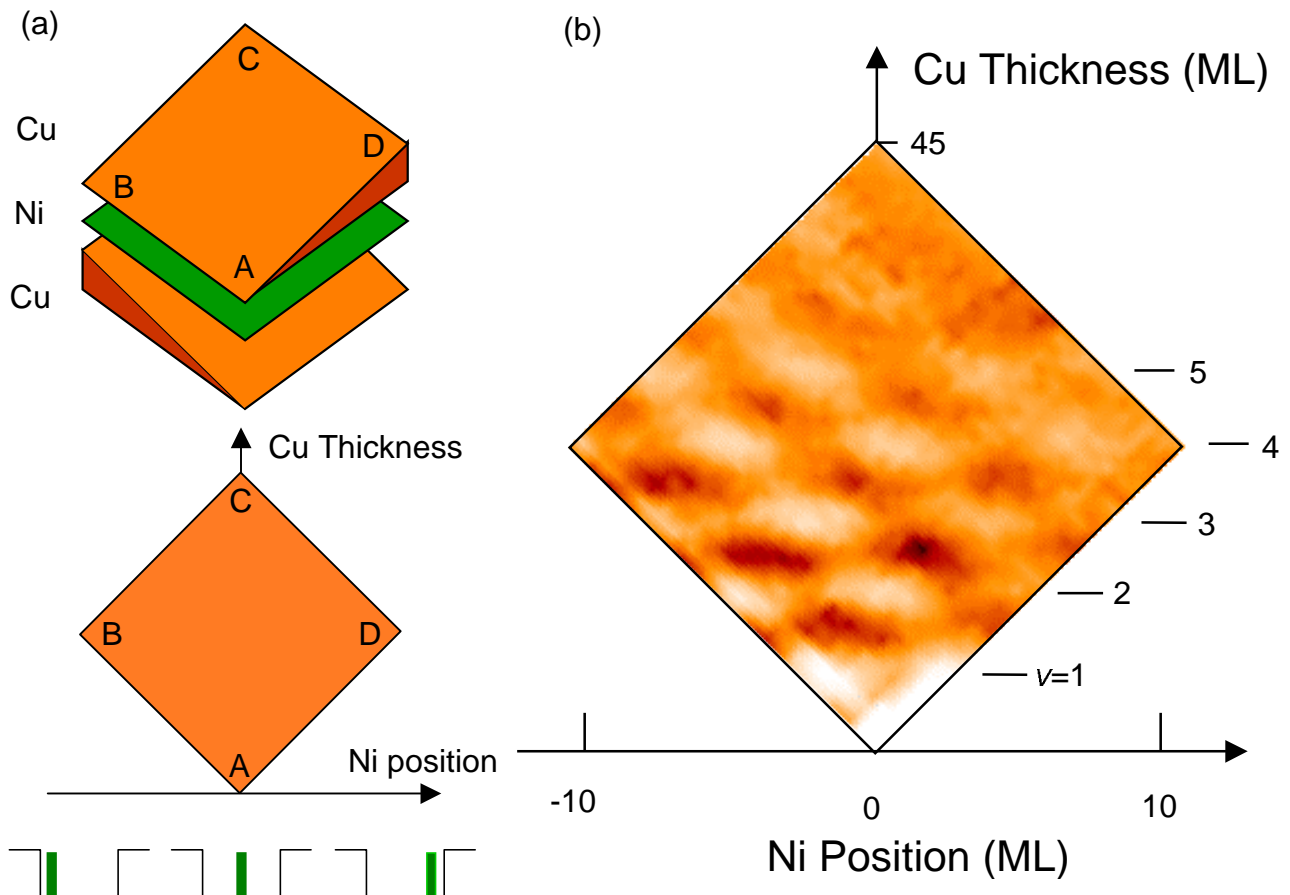 (a)
C
Cu
D
B
Ni
A
Cu
Cu Thickness
C
B
D
A
Ni position
(b)
Cu Thickness (ML)
45
5
4
3
2
ν=1
-10
0
10
Ni Position (ML)